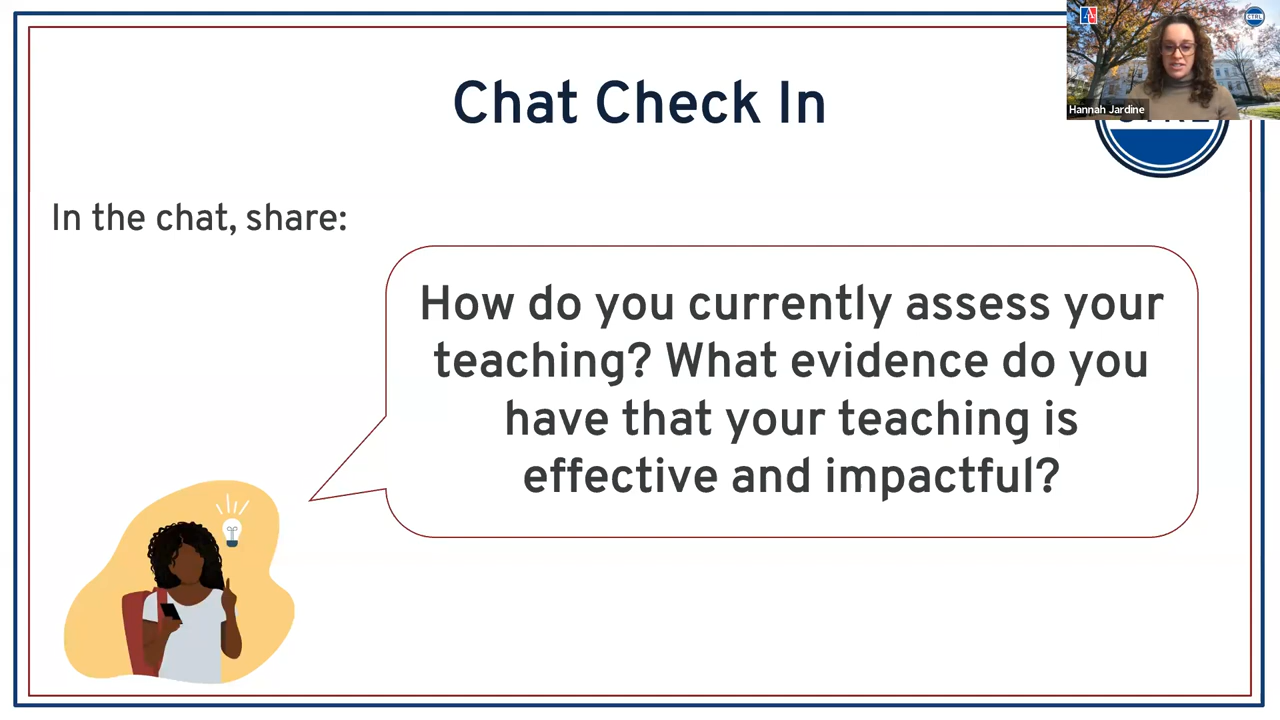 Chat Check In
Hannah Jardine
CTRL
In the chat, share:
How do you currently assess your
teaching? What evidence do you
have that your teaching is
effective and impactful?